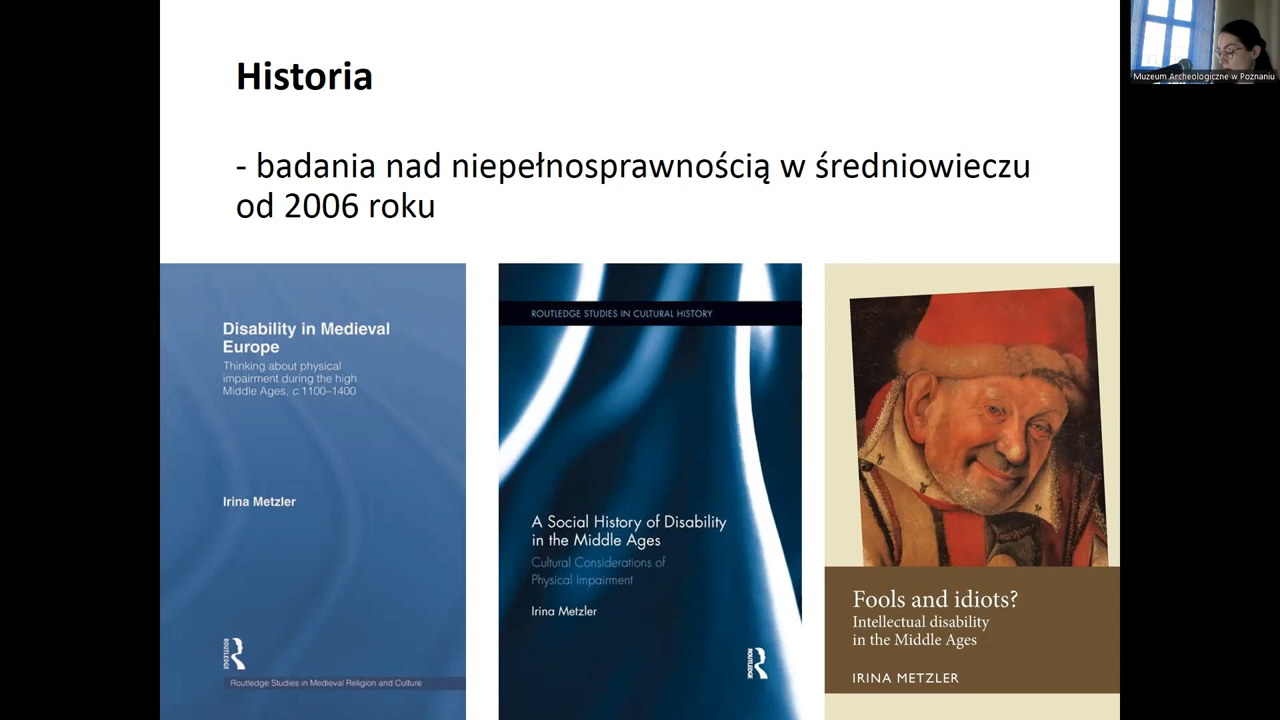 Historia
- badania nad niepełnosprawnością w średniowieczu
od 2006 roku
Muzeum Archeologiczne w Poznaniu
Disability in Medieval
Europe
Thinking about physical
impairment during the high
Middle Ages, c.1100–1400
Irina Metzler
ROUTLEDGE
Routledge Studies in Medieval Religion and Culture
ROUTLEDGE STUDIES IN CULTURAL HISTORY
A Social History of Disability
in the Middle Ages
Cultural Considerations of
Physical Impairment
Irina Metzler
ROUTLEDGE
Fools and idiots?
Intellectual disability
in the Middle Ages
IRINA METZLER